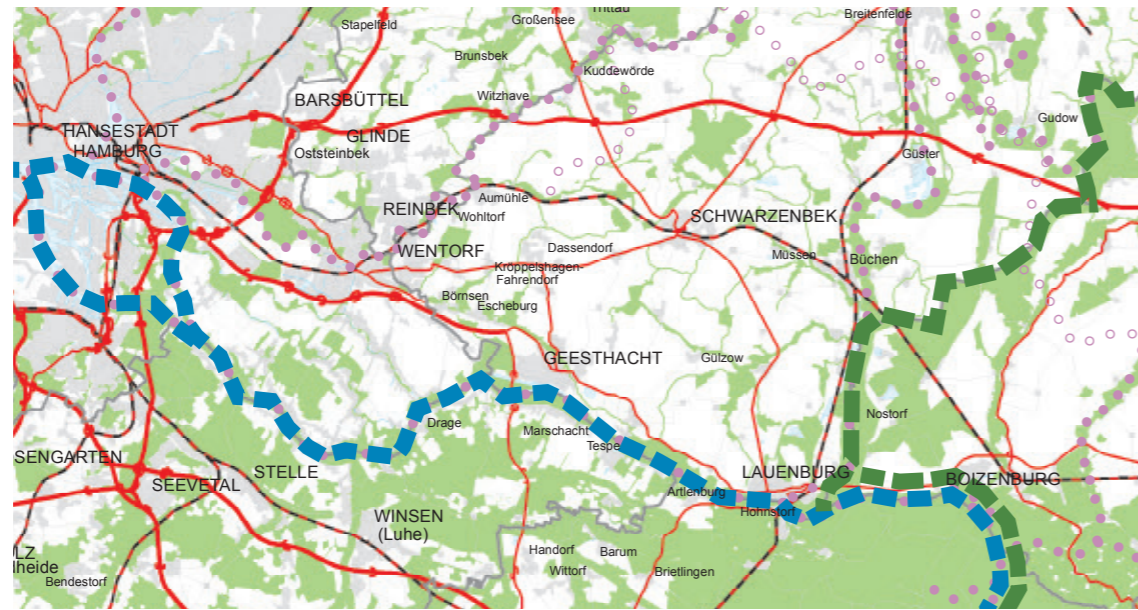 Stapelfeld
Großensee
Trittau
Breitenfelde
Brunsbek
Kuddewörde
Witzhave
BARSBÜTTEL
Gudow
HANSESTADT
HAMBURG
GLINDE
Oststeinbek
Güster
Aumühle
REINBEK
Wohltorf
SCHWARZENBEK
WENTORF
Dassendorf
Müssen
Büchen
Kröppelshagen-
Fahrendorf
Börnsen
Escheburg
GEESTHACHT
Gülzow
Nostorf
Drage
Marschacht
Tespe
SENGARTEN
STELLE
LAUENBURG
BOIZENBURG
SEEVETAL
Artlenburg
Hohnstorf
WINSEN
(Luhe)
LZ
lheide
Bendestorf
Handorf
Barum
Wittorf
Brietlingen